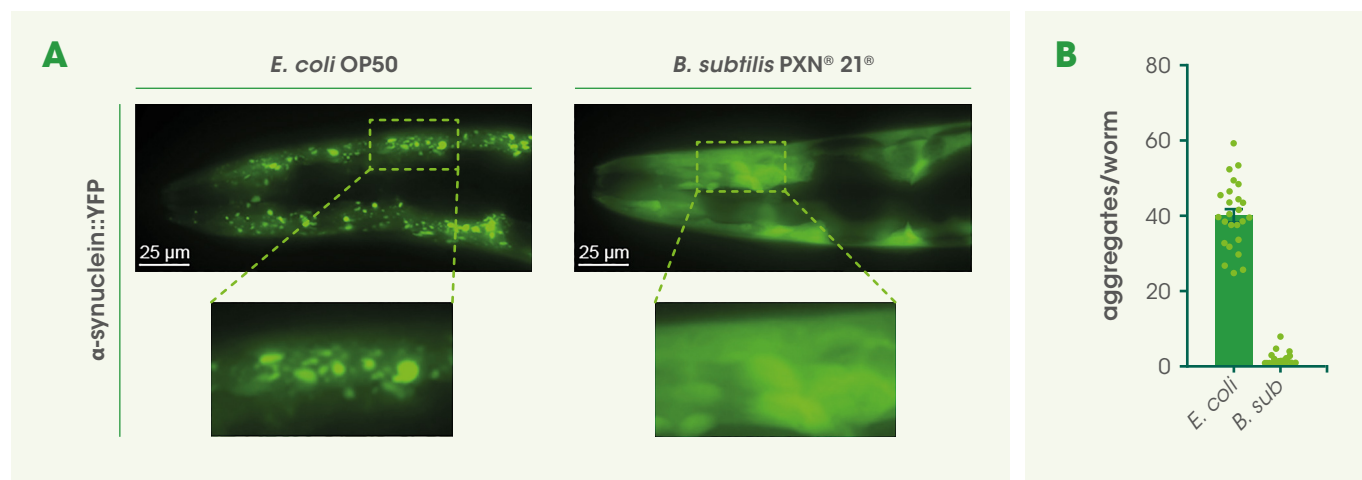 A
E. coli OP50
B. subtilis PXN® 21®
α-synuclein::YFP
25 µm
25 µm
B
aggregates/worm
80
60
40
20
0
E. coli
B. sub